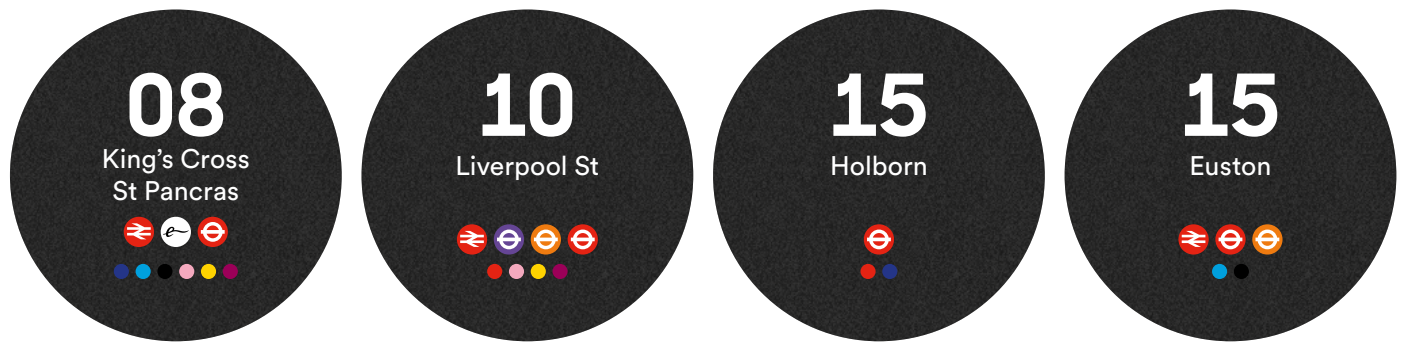 08
King's Cross
St Pancras
e
10
Liverpool St
15
Holborn
15
Euston